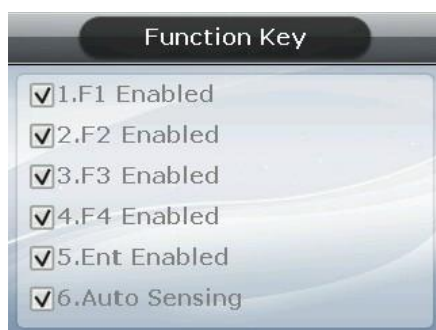 Function Key
1.F1 Enabled
2.F2 Enabled
3.F3 Enabled
4.F4 Enabled
5.Ent Enabled
6.Auto Sensing